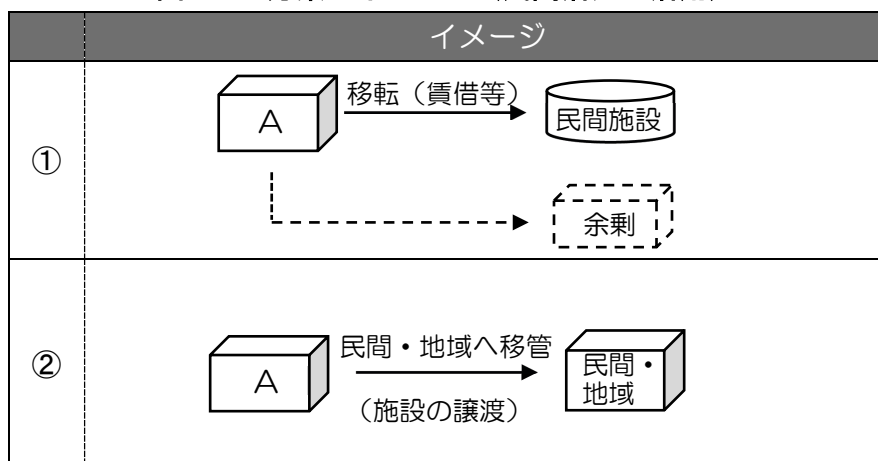 イメージ
①
A
移転（賃借等）
民間施設
余剰
②
A
民間・地域へ移管
（施設の譲渡）
民間・
地域